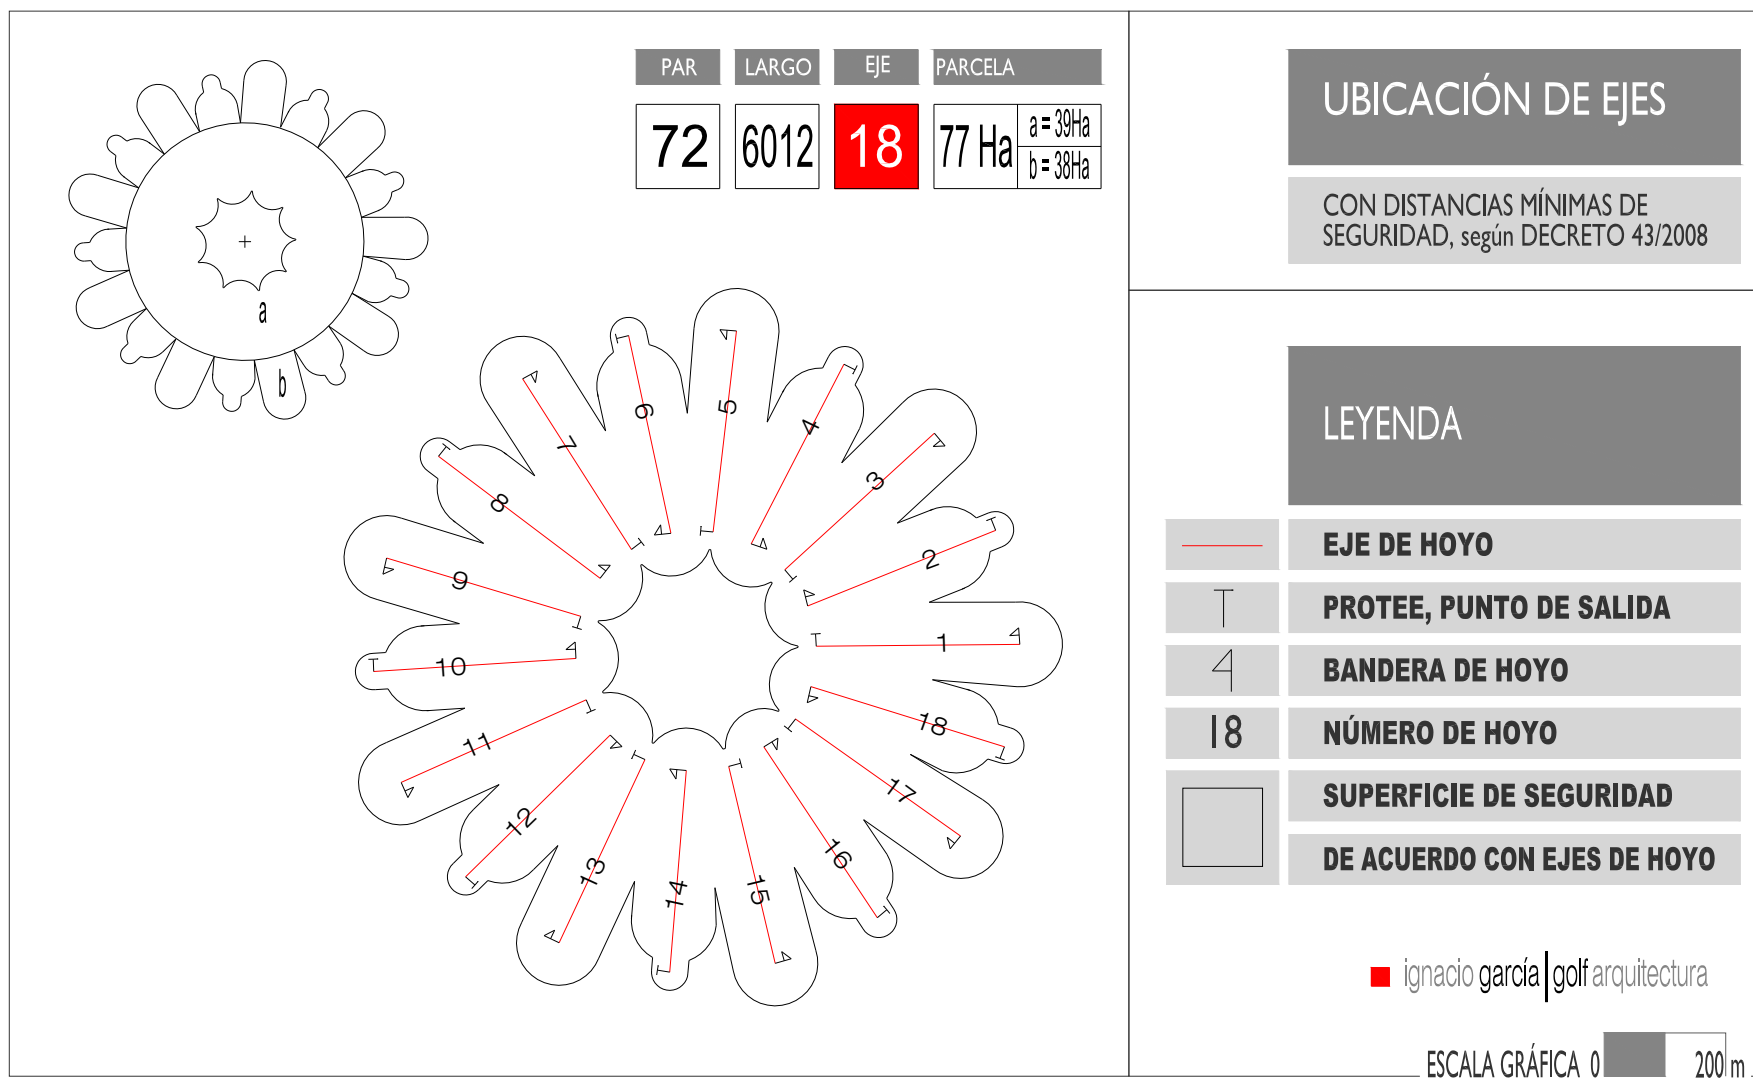 PAR LARGO EJE PARCELA
72 6012 18 77 Ha a = 39Ha
b = 38Ha
a
b
1
2
3
4
5
6
7
8
9
10
11
12
13
14
15
16
17
18
UBICACIÓN DE EJES
CON DISTANCIAS MÍNIMAS DE
SEGURIDAD, según DECRETO 43/2008
LEYENDA
EJE DE HOYO
PROTEE, PUNTO DE SALIDA
BANDERA DE HOYO
18 NÚMERO DE HOYO
SUPERFICIE DE SEGURIDAD
DE ACUERDO CON EJES DE HOYO
ignacio garcía|golf arquitectura
ESCALA GRÁFICA 0 200 m